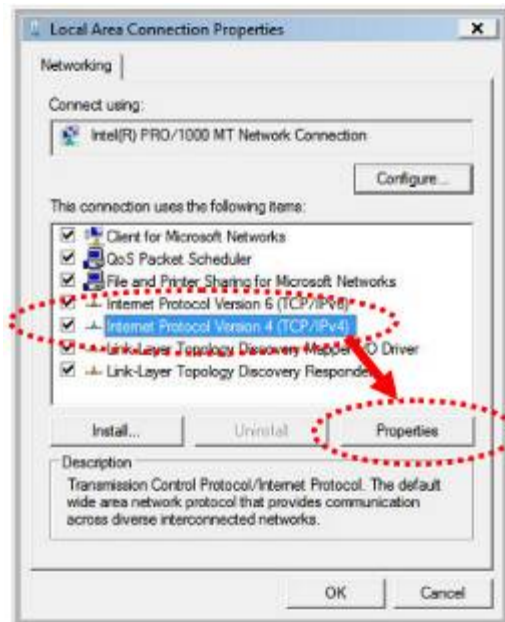 Local Area Connection Properties
Networking
Connect using:
Intel(R) PRO/1000 MT Network Connection
Configure...
This connection uses the following items:
Client for Microsoft Networks
QoS Packet Scheduler
File and Printer Sharing for Microsoft Networks
Internet Protocol Version 6 (TCP/IPv6)
Internet Protocol Version 4 (TCP/IPv4)
Link-Layer Topology Discovery Mapper I/O Driver
Link-Layer Topology Discovery Responder
Install...
Uninstall
Properties
Description
Transmission Control Protocol/Internet Protocol. The default
wide area network protocol that provides communication
across diverse interconnected networks.
OK
Cancel